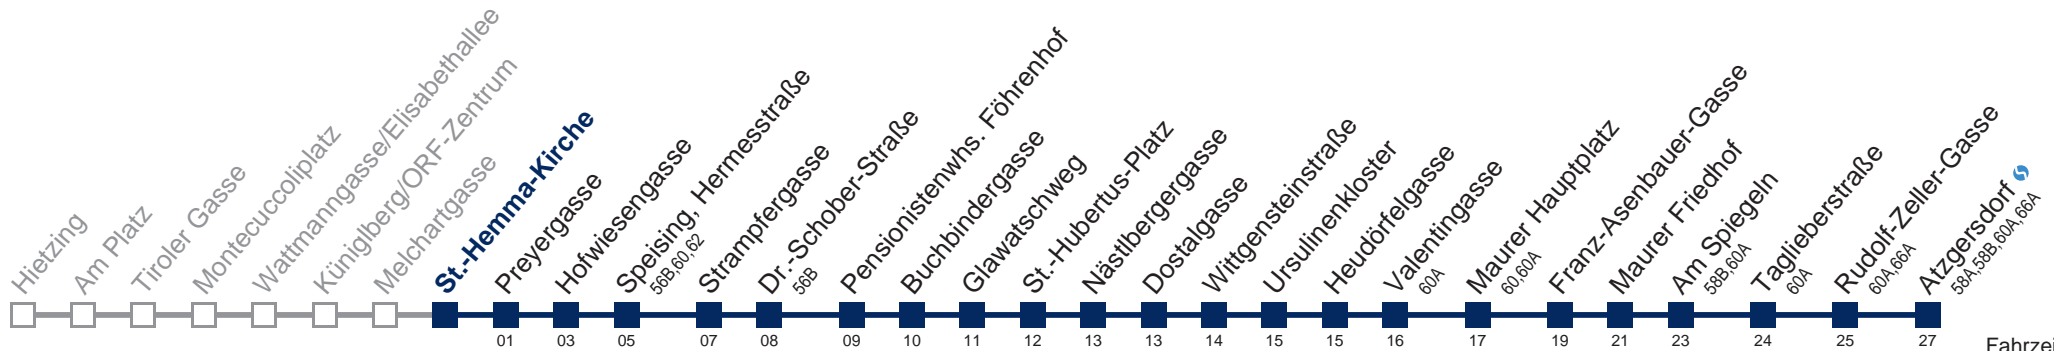 Hietzing
Am Platz
Tiroler Gasse
Montecuccoliplatz
Wattmanngasse/Elisabethallee
Küniglberg/ORF-Zentrum
Melchartgasse
St.-Hemma-Kirche
Preyergasse
01
Hofwiesengasse
03
Speising, Hermesstraße
56B,60,62
05
Strampfergasse
07
Dr.-Schober-Straße
56B
08
Pensionistenwhs. Föhrenhof
09
Buchbindergasse
10
Glawatschweg
11
St.-Hubertus-Platz
12
Nästlbergergasse
13
Dostalgasse
13
Wittgensteinstraße
14
Ursulinenkloster
15
Heudörfelgasse
15
Valentingasse
60A
16
Maurer Hauptplatz
60,60A
17
Franz-Asenbauer-Gasse
19
Maurer Friedhof
21
Am Spiegeln
58B,60A
23
Taglieberstraße
60A
24
Rudolf-Zeller-Gasse
60A,66A
25
Atzgersdorf
58A,58B,60A,66A
27
Fahrzei